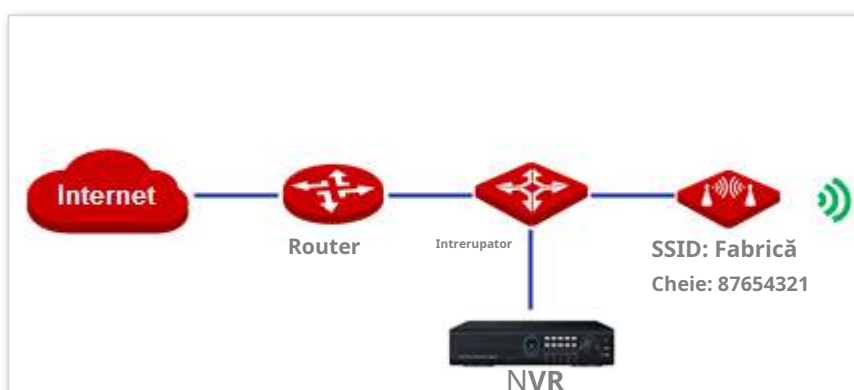 Internet
Router
Intrerupator
SSID: Fabrică
Cheie: 87654321
NVR